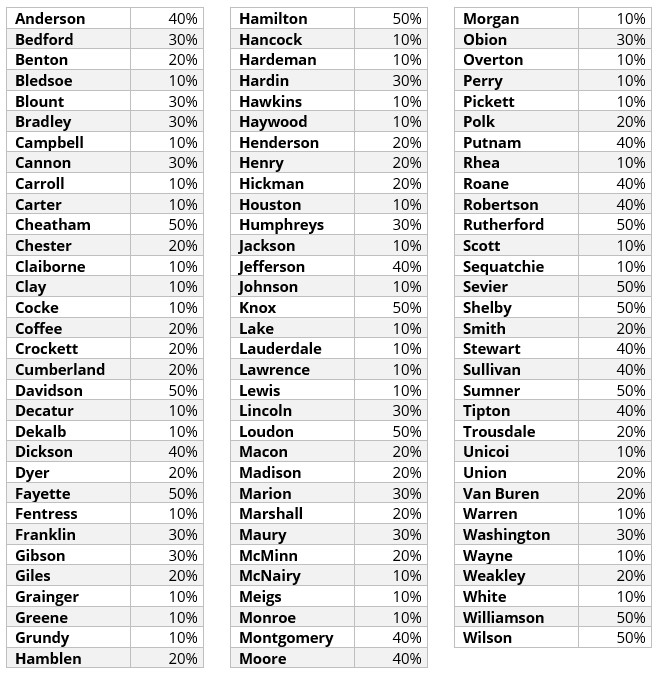 Anderson 40%
Bedford 30%
Benton 20%
Bledsoe 10%
Blount 30%
Bradley 30%
Campbell 10%
Cannon 30%
Carroll 10%
Carter 10%
Cheatham 50%
Chester 20%
Claiborne 10%
Clay 10%
Cocke 10%
Coffee 20%
Crockett 20%
Cumberland 20%
Davidson 50%
Decatur 10%
Dekalb 10%
Dickson 40%
Dyer 20%
Fayette 50%
Fentress 10%
Franklin 30%
Gibson 30%
Giles 20%
Grainger 10%
Greene 10%
Grundy 10%
Hamblen 20%
Hamilton 50%
Hancock 10%
Hardeman 10%
Hardin 30%
Hawkins 10%
Haywood 10%
Henderson 20%
Henry 20%
Hickman 20%
Houston 10%
Humphreys 30%
Jackson 10%
Jefferson 40%
Johnson 10%
Knox 50%
Lake 10%
Lauderdale 10%
Lawrence 10%
Lewis 10%
Lincoln 30%
Loudon 50%
Macon 20%
Madison 20%
Marion 30%
Marshall 20%
Maury 30%
McMinn 20%
McNairy 10%
Meigs 10%
Monroe 10%
Montgomery 40%
Moore 40%
Morgan 10%
Obion 30%
Overton 10%
Perry 10%
Pickett 10%
Polk 20%
Putnam 40%
Rhea 10%
Roane 40%
Robertson 40%
Rutherford 50%
Scott 10%
Sequatchie 10%
Sevier 50%
Shelby 50%
Smith 20%
Stewart 40%
Sullivan 40%
Sumner 50%
Tipton 40%
Trousdale 20%
Unicoi 10%
Union 20%
Van Buren 20%
Warren 10%
Washington 30%
Wayne 10%
Weakley 20%
White 10%
Williamson 50%
Wilson 50%